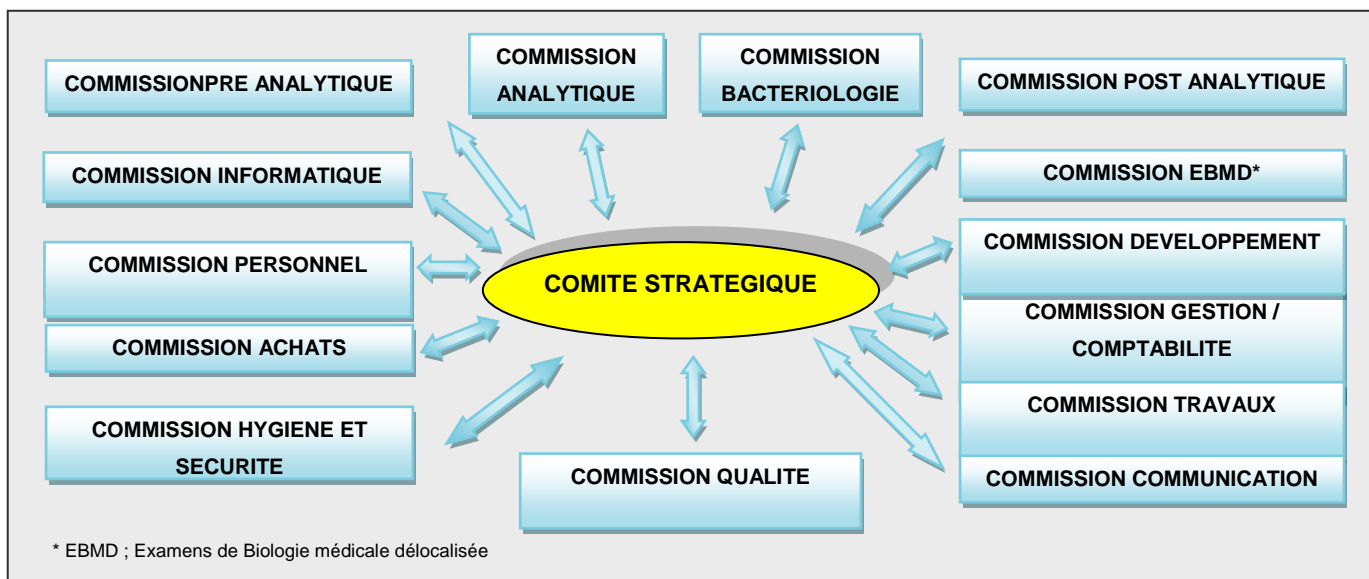 COMMISSIONPRE ANALYTIQUE
COMMISSION
ANALYTIQUE
COMMISSION
BACTERIOLOGIE
COMMISSION POST ANALYTIQUE
COMMISSION INFORMATIQUE
COMMISSION EBMD*
COMMISSION PERSONNEL
COMITE STRATEGIQUE
COMMISSION DEVELOPPEMENT
COMMISSION ACHATS
COMMISSION GESTION /
COMPTABILITE
COMMISSION HYGIENE ET
SECURITE
COMMISSION QUALITE
COMMISSION TRAVAUX
COMMISSION COMMUNICATION
* EBMD ; Examens de Biologie médicale délocalisée